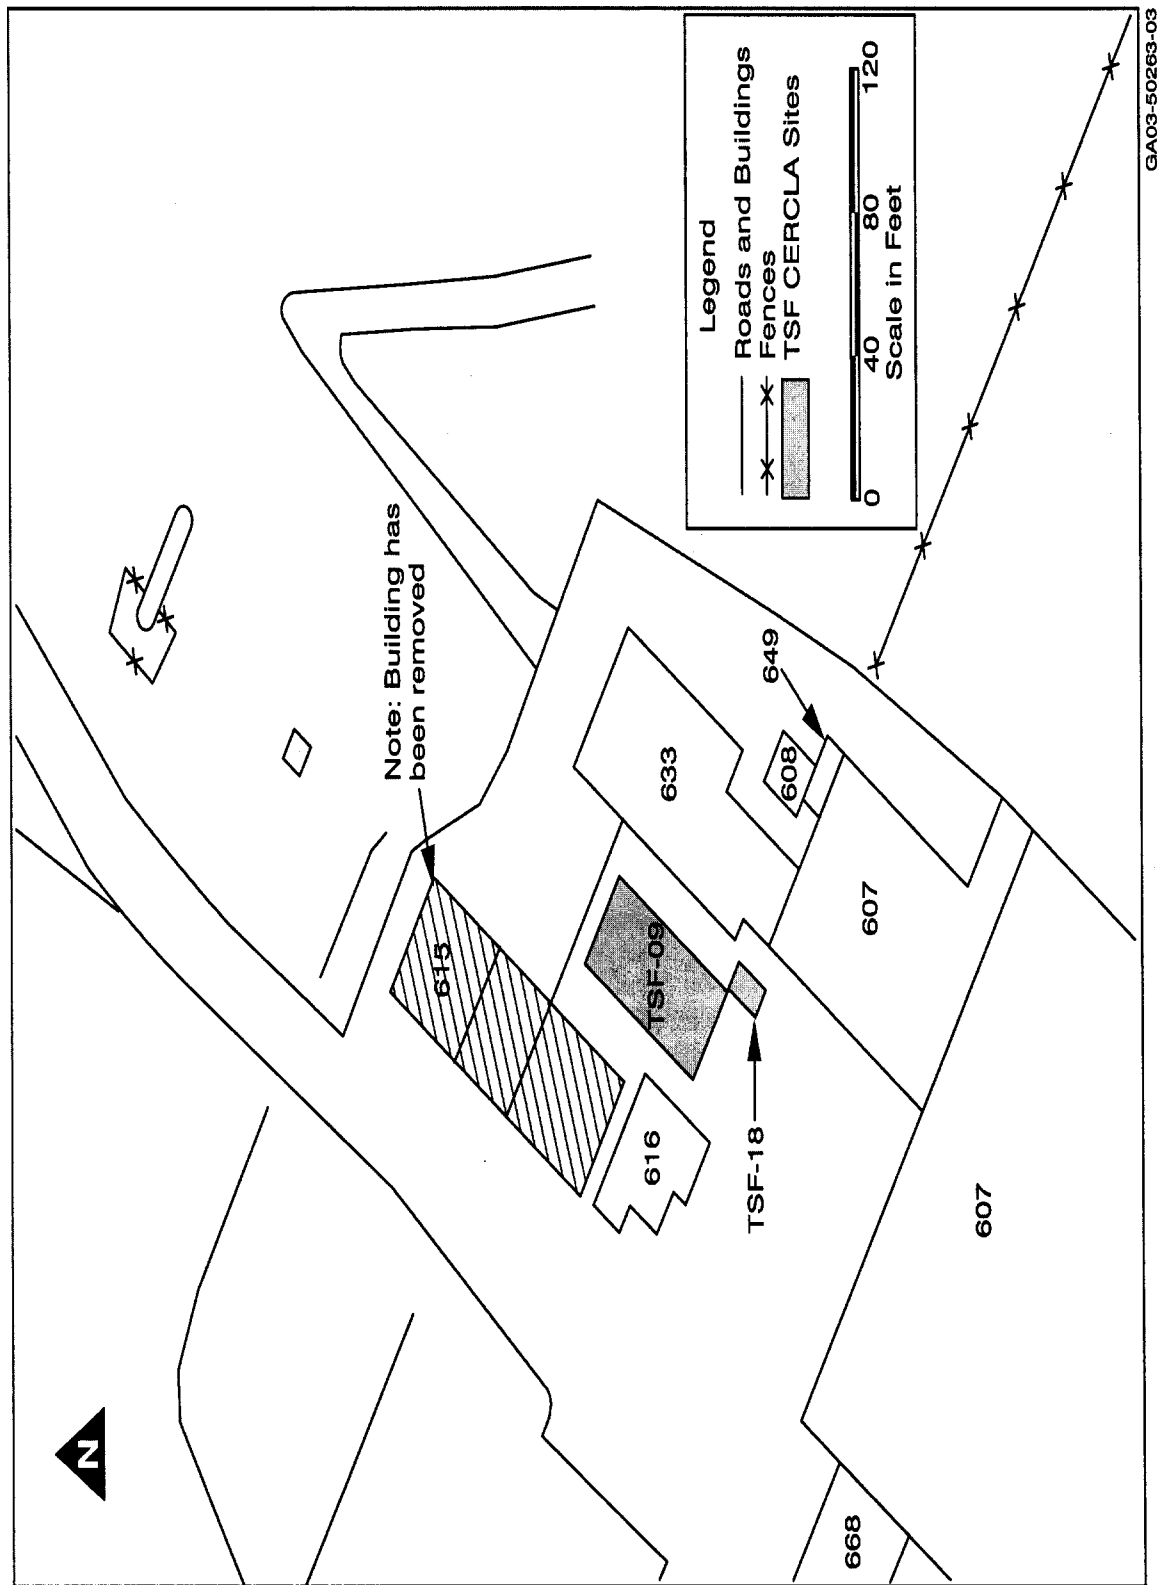 N
Note: Building has
been removed
615
633
649
608
TSF-09
607
616
TSF-18
607
668
Legend
Roads and Buildings
Fences
TSF CERCLA Sites
0 40 80 120
Scale in Feet
GA03-50263-03